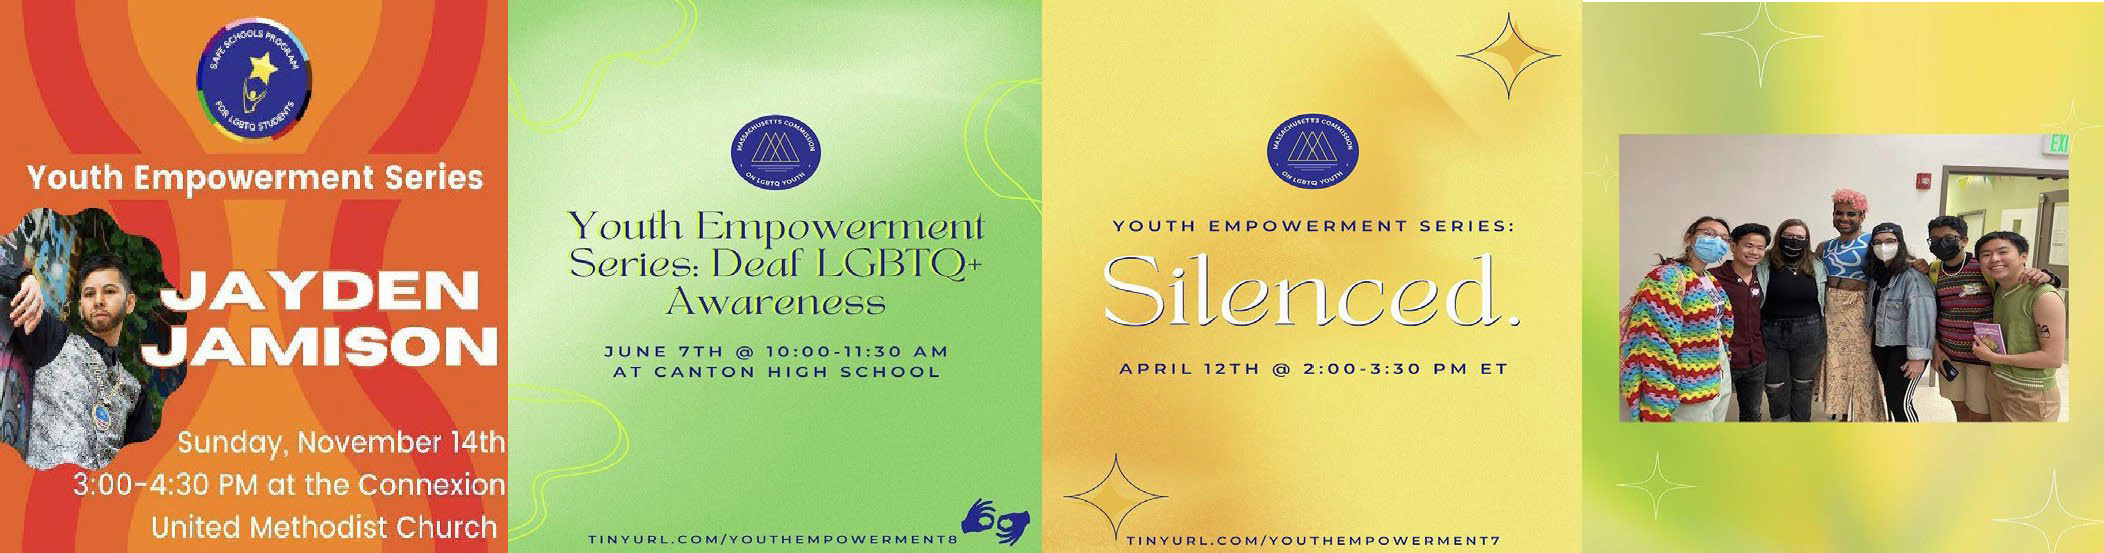 SAFE SCHOOLS PROGRAM
FOR LGBTQ STUDENTS
Youth Empowerment Series
JAYDEN
JAMISON
Sunday, November 14th
3:00-4:30 PM at the Connexion
United Methodist Church
MASSACHUSETTS COMMISSION
ON LGBTQ YOUTH
Youth Empowerment
Series: Deaf LGBTQ+
Awareness
JUNE 7TH @ 10:00-11:30 AM
AT CANTON HIGH SCHOOL
TINYURL.COM/YOUTHEMPOWERMENT8
MASSACHUSETTS COMMISSION
ON LGBTQ YOUTH
YOUTH EMPOWERMENT SERIES:
Silenced.
APRIL 12TH @ 2:00-3:30 PM ET
TINYURL.COM/YOUTHEMPOWERMENT7
EXI